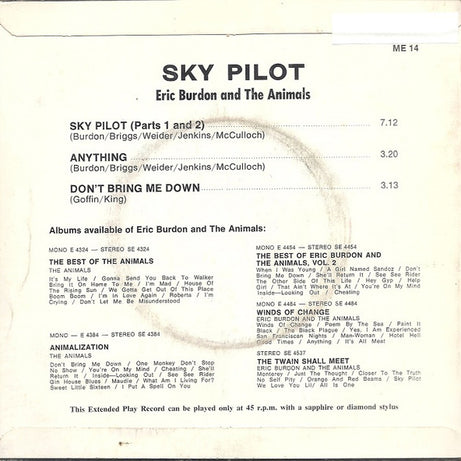 ME 14
SKY PILOT
Eric Burdon and The Animals
SKY PILOT (Parts 1 and 2) 7.12
(Burdon/Briggs/Weider/Jenkins/McCulloch)
ANYTHING 3.20
(Burdon/Briggs/Weider/Jenkins/McCulloch)
DON'T BRING ME DOWN 3.13
(Goffin/King)
Albums available of Eric Burdon and The Animals:
MONO E 4324 — STEREO SE 4324
THE BEST OF THE ANIMALS
THE ANIMALS
It's My Life / Gonna Send You Back To Walker
Bring It On Home To Me / I'm Mad / House Of
The Rising Sun / We Gotta Get Out Of This Place
Boom Boom / I'm In Love Again / Roberta / I'm
Crying / Don't Let Me Be Misunderstood
MONO E 4384 — STEREO SE 4384
ANIMALIZATION
THE ANIMALS
Don't Bring Me Down / One Monkey Don't Stop
No Show / You're On My Mind / Cheating / She'll
Return It / Inside—Looking Out / See See Rider
Gin House Blues / Maudie / What Am I Living For?
Sweet Little Sixteen / I Put A Spell On You
MONO E 4454 — STEREO SE 4454
THE BEST OF ERIC BURDON AND
THE ANIMALS, VOL. 2
When I Was Young / A Girl Named Sandoz / Don't
Bring Me Down / She'll Return It / See See Rider
The Other Side Of This Life / Hey Gyp / Help
Girl / That Ain't Where It's At / You're On My Mind
Inside—Looking Out / Cheating
MONO E 4484 — STEREO SE 4484
WINDS OF CHANGE
ERIC BURDON AND THE ANIMALS
Winds Of Change / Poem By The Sea / Paint It
Black / The Black Plague / Yes, I Am Experienced
San Franciscan Nights / Man-Woman / Hotel Hell
Good Times / Anything / It's All Meat
STEREO SE 4537
THE TWAIN SHALL MEET
ERIC BURDON AND THE ANIMALS
Monterey / Just The Thought / Closer To The Truth
No Self Pity / Orange And Red Beams / Sky Pilot
We Love You Lil/ All Is One
This Extended Play Record can be played only at 45 r.p.m. with a sapphire or diamond stylus